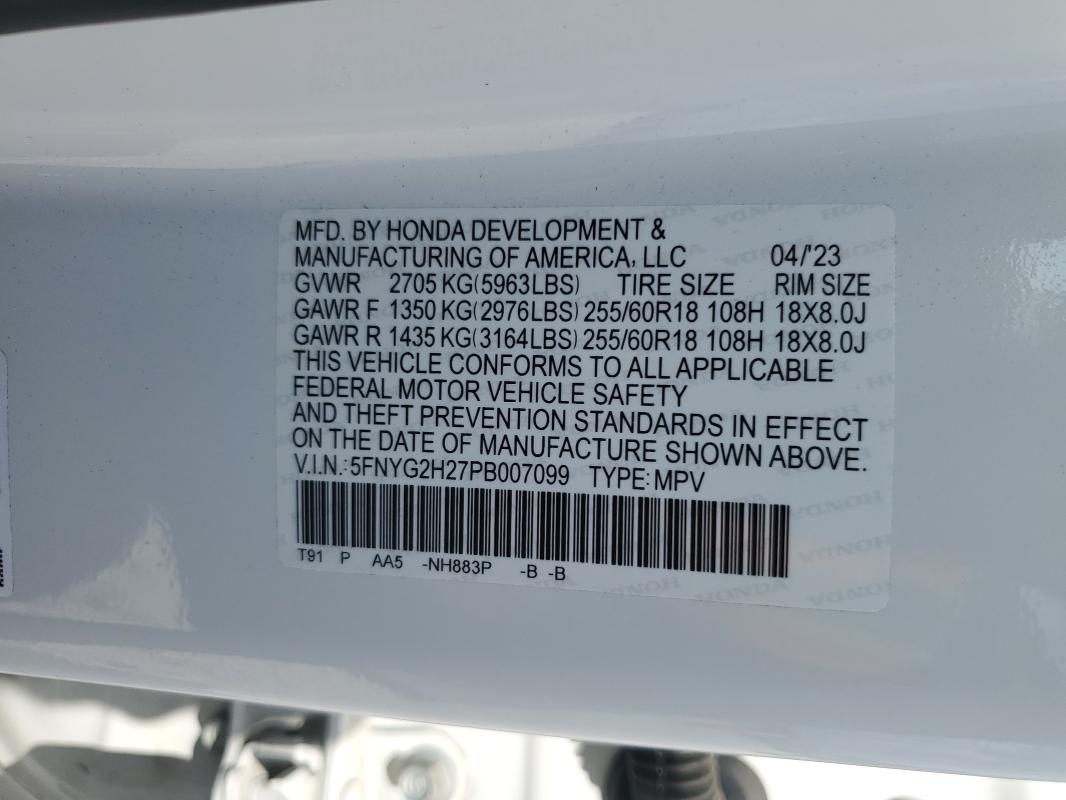 MFD. BY HONDA DEVELOPMENT &
MANUFACTURING OF AMERICA, LLC 04/'23
GVWR 2705 KG(5963LBS) TIRE SIZE RIM SIZE
GAWR F 1350 KG(2976LBS) 255/60R18 108H 18X8.0J
GAWR R 1435 KG(3164LBS) 255/60R18 108H 18X8.0J
THIS VEHICLE CONFORMS TO ALL APPLICABLE
FEDERAL MOTOR VEHICLE SAFETY
AND THEFT PREVENTION STANDARDS IN EFFECT
ON THE DATE OF MANUFACTURE SHOWN ABOVE.
V.I.N.: 5FNYG2H27PB007099 TYPE: MPV
T91 P AA5 -NH883P -B -B